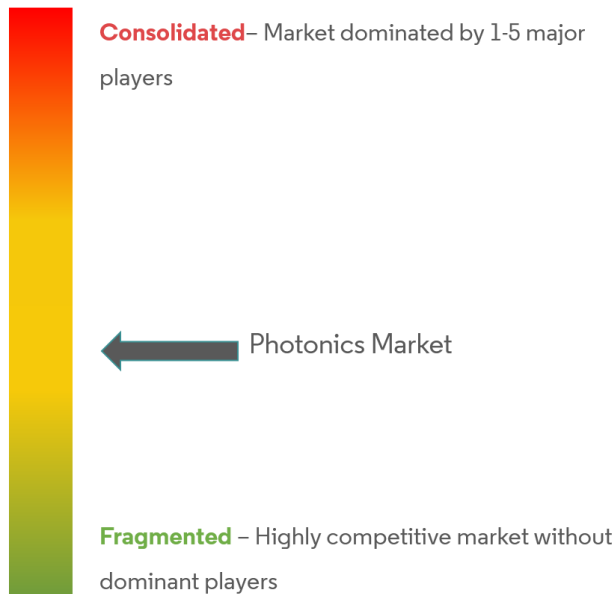 Consolidated– Market dominated by 1-5 major
players
Photonics Market
Fragmented – Highly competitive market without
dominant players